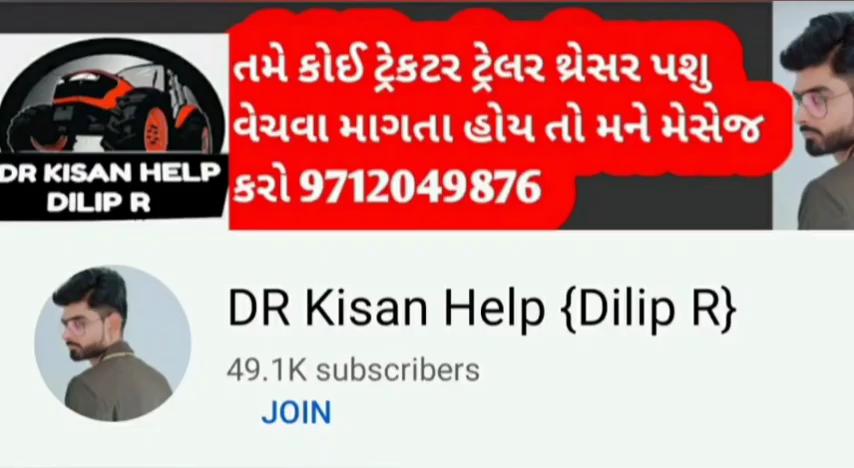 તમે કોઈ ટ્રેકટર ટ્રેલર થ્રેસર પશુ
વેચવા માગતા હોય તો મને મેસેજ
કરો 9712049876
DR KISAN HELP
DILIP R
DR Kisan Help {Dilip R}
49.1K subscribers
JOIN